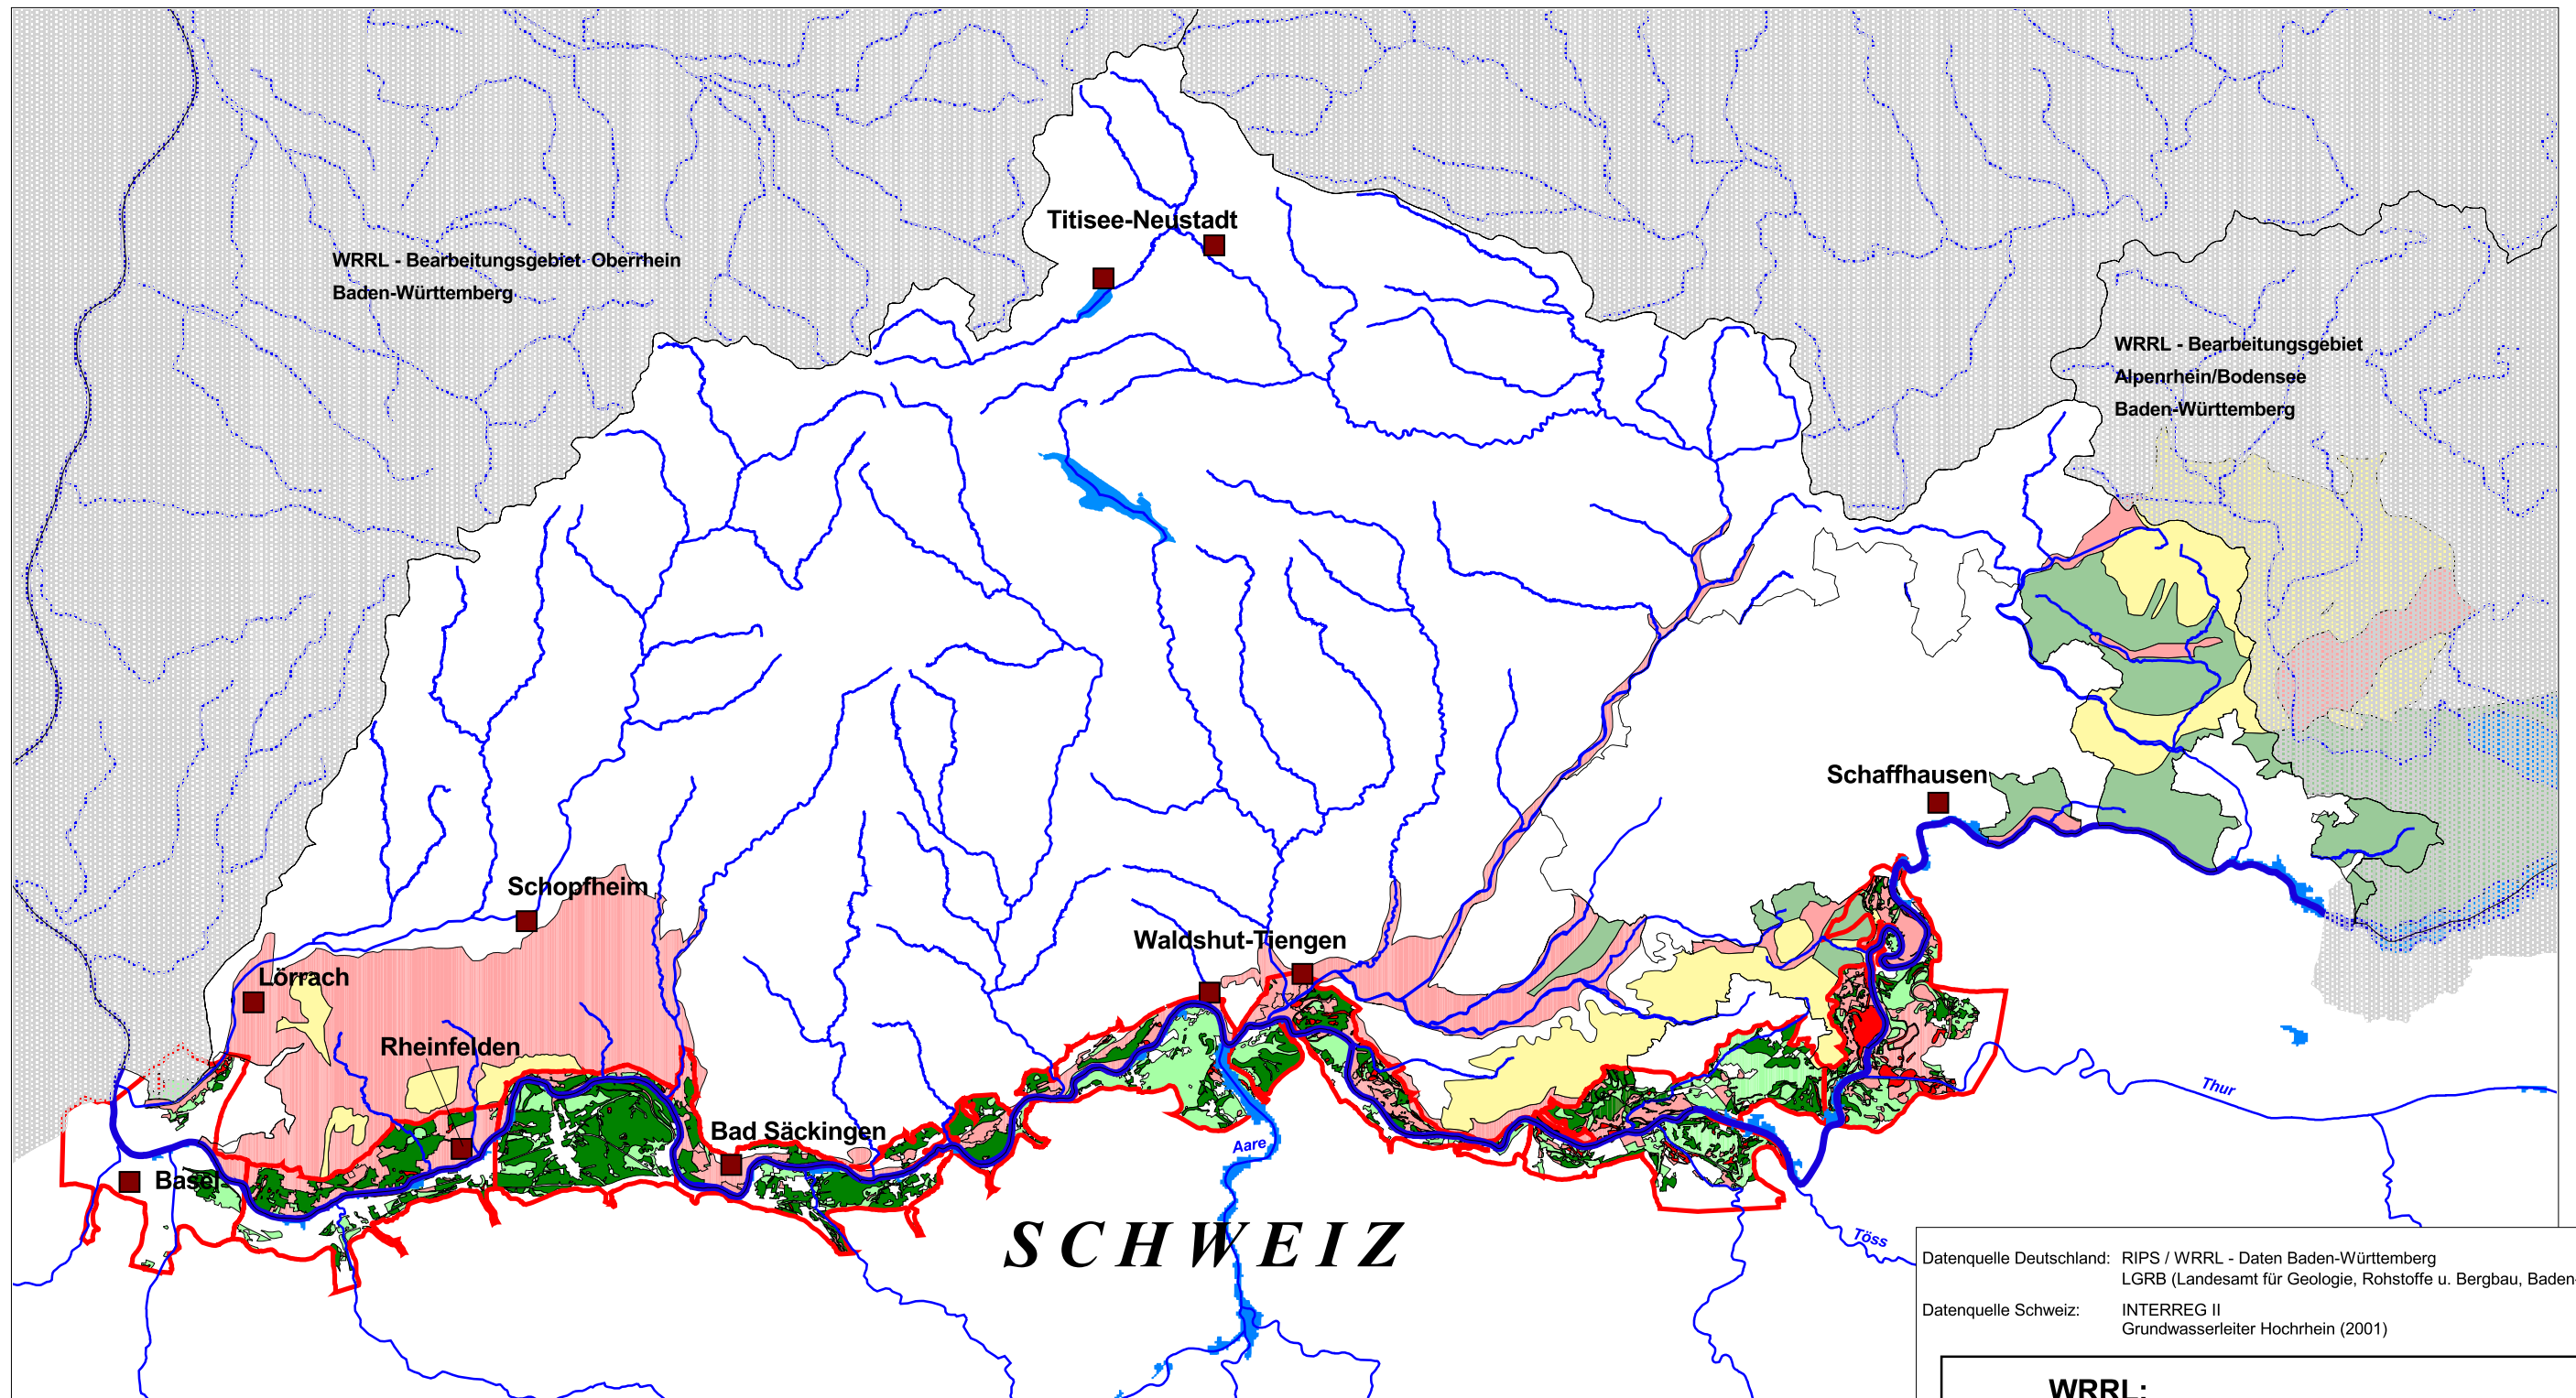 Titisee-Neustadt
WRRL - Bearbeitungsgebiet Oberrhein
Baden-Württemberg
WRRL - Bearbeitungsgebiet
Alpenrhein/Bodensee
Baden-Württemberg
Schaffhausen
Schopfheim
Waldshut-Tiengen
Lörrach
Rheinfelden
Thur
Bad Säckingen
Aare
Basel
SCHWEIZ
Töss
Datenquelle Deutschland: RIPS / WRRL - Daten Baden-Württemberg
LGRB (Landesamt für Geologie, Rohstoffe u. Bergbau, Baden-
Datenquelle Schweiz: INTERREG II
Grundwasserleiter Hochrhein (2001)
WRRL: